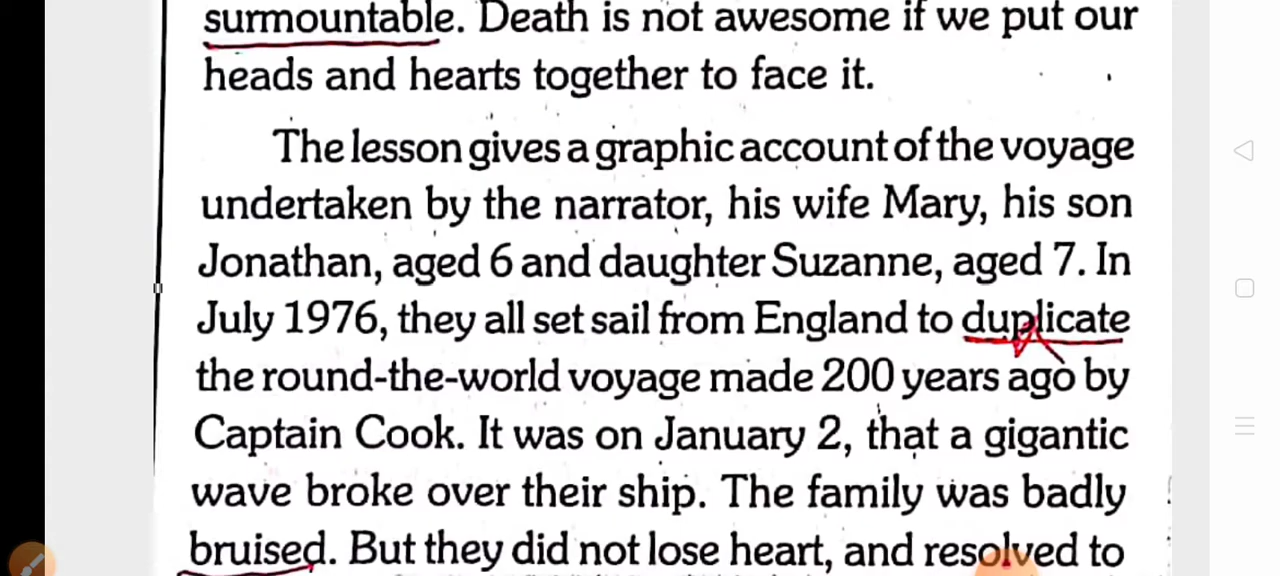 surmountable. Death is not awesome if we put our
heads and hearts together to face it.
The lesson gives a graphic account of the voyage
undertaken by the narrator, his wife Mary, his son
Jonathan, aged 6 and daughter Suzanne, aged 7. In
July 1976, they all set sail from England to duplicate
the round-the-world voyage made 200 years ago by
Captain Cook. It was on January 2, that a gigantic
wave broke over their ship. The family was badly
bruised. But they did not lose heart, and resolved to